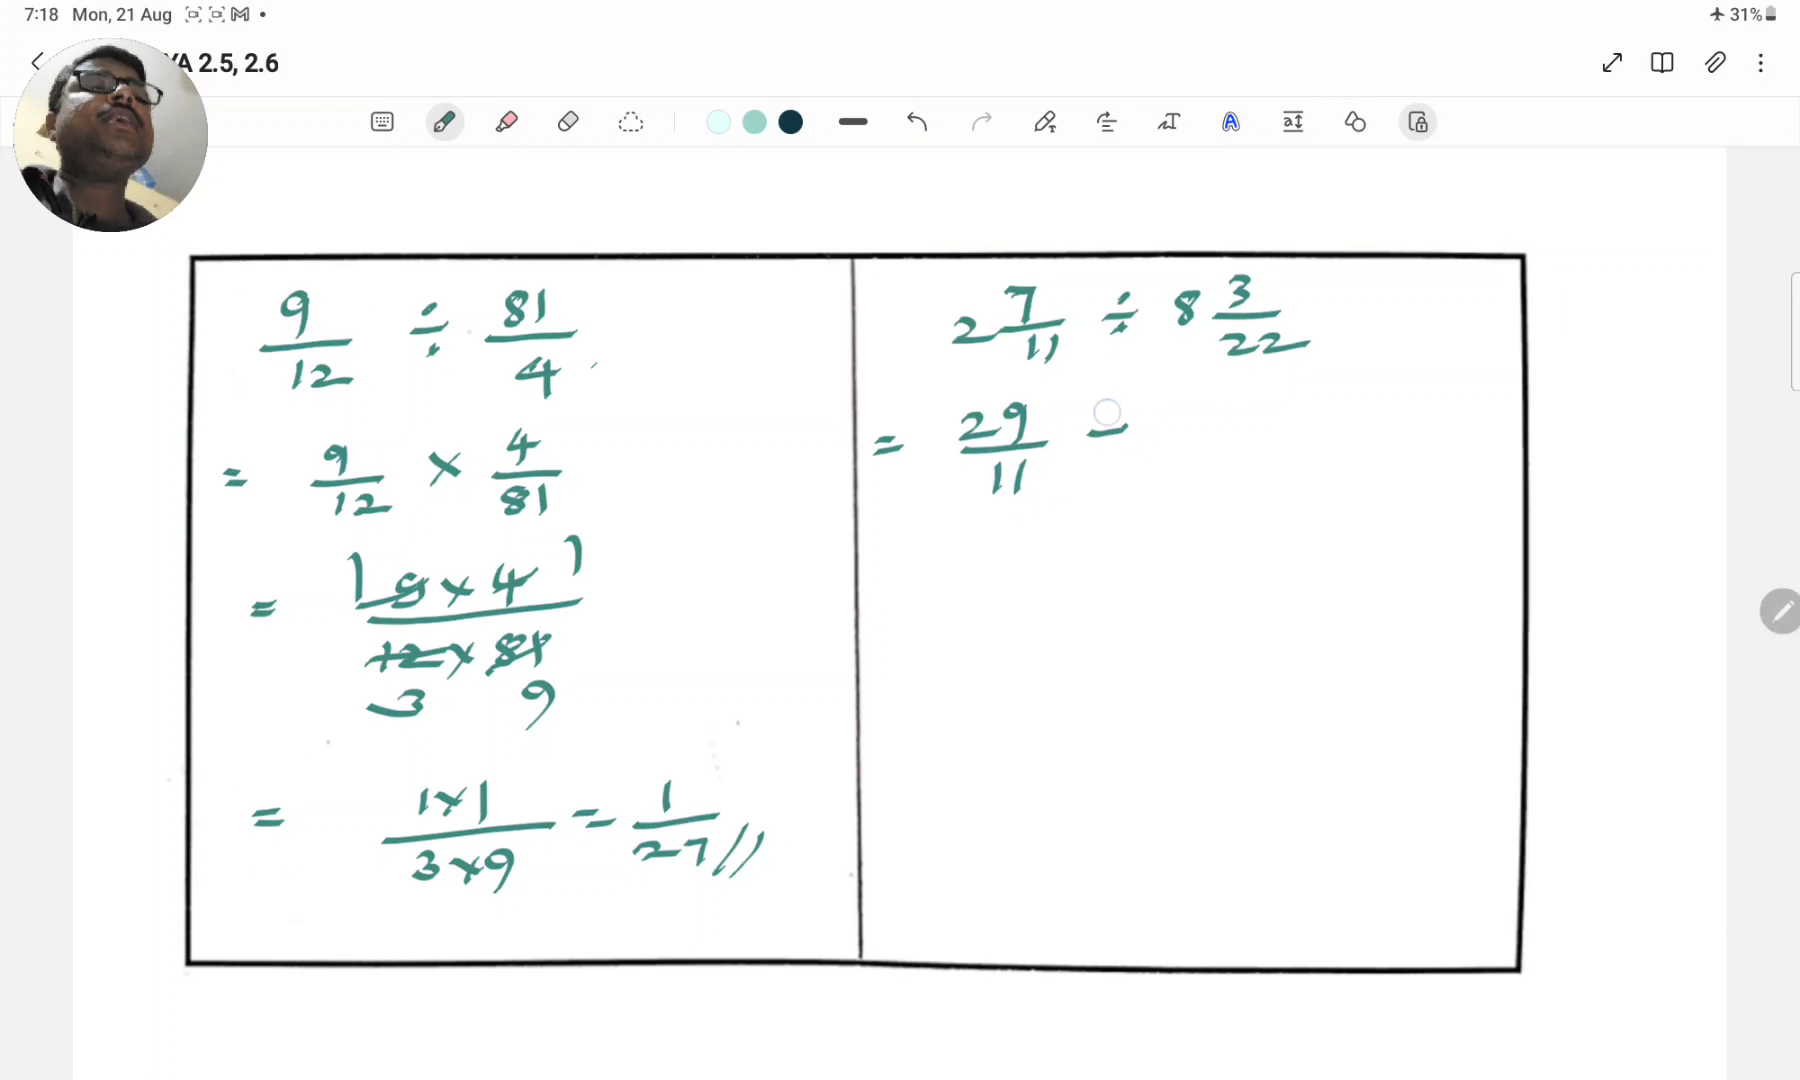 7:18 Mon, 21 Aug
31%
YA 2.5, 2.6
9/12 ÷ 81/4
= 9/12 × 4/81
= 1 9 × 4 1 / 12 × 81
3 9
= 1×1 / 3×9 = 1/27 //
2 7/11 ÷ 8 3/22
= 29/11 –